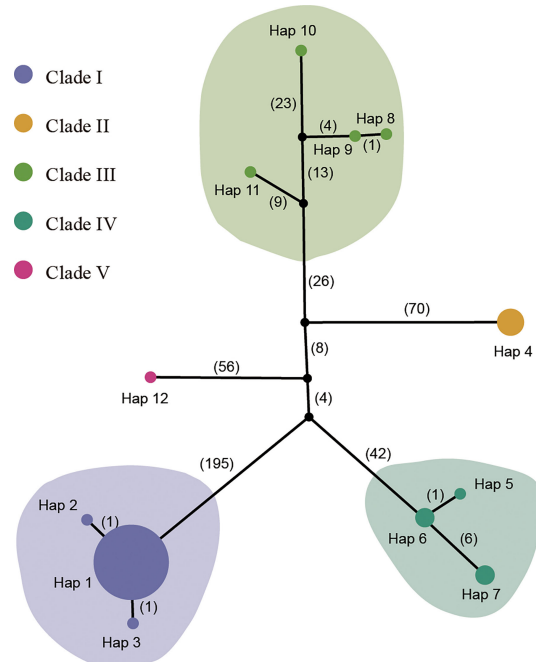 Hap 10
Clade I
Clade II
Clade III
Clade IV
Clade V
(23)
(4)
Hap 8
Hap 9
(1)
(13)
Hap 11
(9)
(26)
(70)
Hap 4
(8)
(56)
Hap 12
(4)
(195)
(42)
Hap 2
(1)
Hap 1
(1)
Hap 3
Hap 5
(1)
Hap 6
(6)
Hap 7